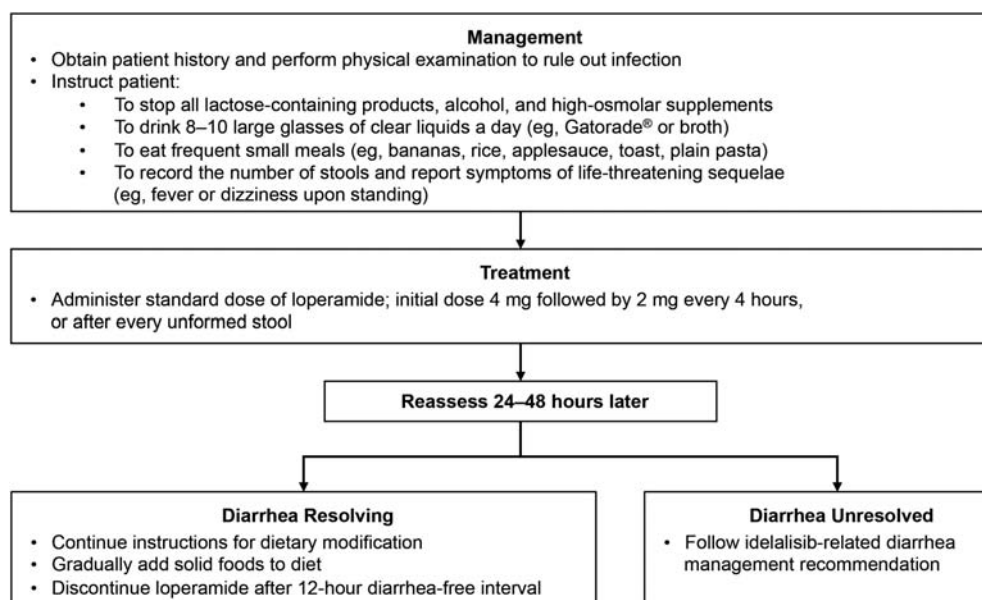 Management
• Obtain patient history and perform physical examination to rule out infection
• Instruct patient:
• To stop all lactose-containing products, alcohol, and high-osmolar supplements
• To drink 8–10 large glasses of clear liquids a day (eg, Gatorade® or broth)
• To eat frequent small meals (eg, bananas, rice, applesauce, toast, plain pasta)
• To record the number of stools and report symptoms of life-threatening sequelae
(eg, fever or dizziness upon standing)
Treatment
• Administer standard dose of loperamide; initial dose 4 mg followed by 2 mg every 4 hours,
or after every unformed stool
Reassess 24–48 hours later
Diarrhea Resolving
• Continue instructions for dietary modification
• Gradually add solid foods to diet
• Discontinue loperamide after 12-hour diarrhea-free interval
Diarrhea Unresolved
• Follow idelalisib-related diarrhea
management recommendation